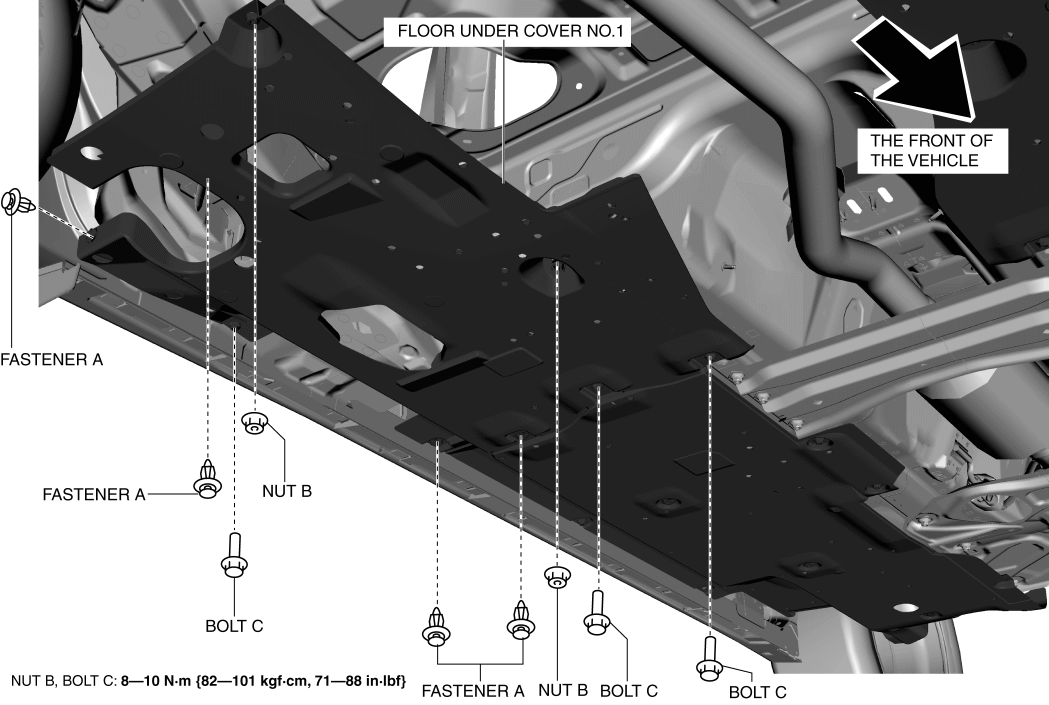 FLOOR UNDER COVER NO.1
THE FRONT OF
THE VEHICLE
FASTENER A
FASTENER A
NUT B
BOLT C
FASTENER A
NUT B
BOLT C
BOLT C
NUT B, BOLT C: 8—10 N·m {82—101 kgf·cm, 71—88 in·lbf}